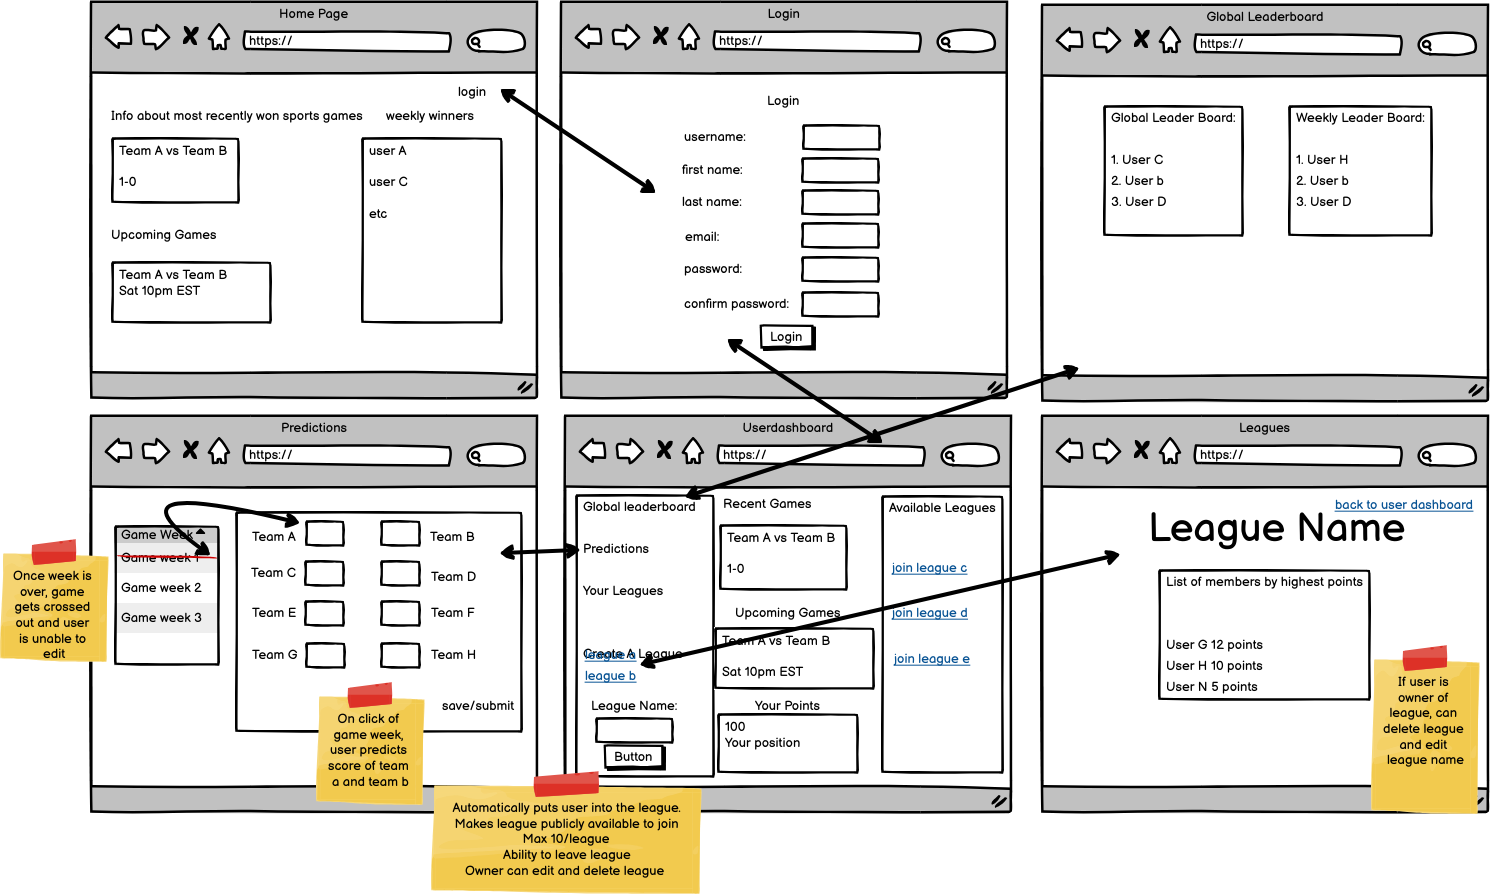 Home Page
https://
login
Info about most recently won sports games
weekly winners
Team A vs Team B
1-0
user A
user C
etc
Upcoming Games
Team A vs Team B
Sat 10pm EST
Login
https://
Login
username:
first name:
last name:
email:
password:
confirm password:
Login
Global Leaderboard
https://
Global Leader Board:
1. User C
2. User b
3. User D
Weekly Leader Board:
1. User H
2. User b
3. User D
Predictions
https://
Game Week
Game week 1
Game week 2
Game week 3
Team A
Team B
Team C
Team D
Team E
Team F
Team G
Team H
save/submit
Once week is
over, game
gets crossed
out and user
is unable to
edit
On click of
game week,
user predicts
score of team
a and team b
Userdashboard
https://
Global leaderboard
Predictions
Your Leagues
Create A League
league a
league b
League Name:
Button
Recent Games
Team A vs Team B
1-0
Upcoming Games
Team A vs Team B
Sat 10pm EST
Your Points
100
Your position
Available Leagues
join league c
join league d
join league e
Automatically puts user into the league.
Makes league publicly available to join
Max 10/league
Ability to leave league
Owner can edit and delete league
Leagues
https://
back to user dashboard
League Name
List of members by highest points
User G 12 points
User H 10 points
User N 5 points
If user is
owner of
league, can
delete league
and edit
league name